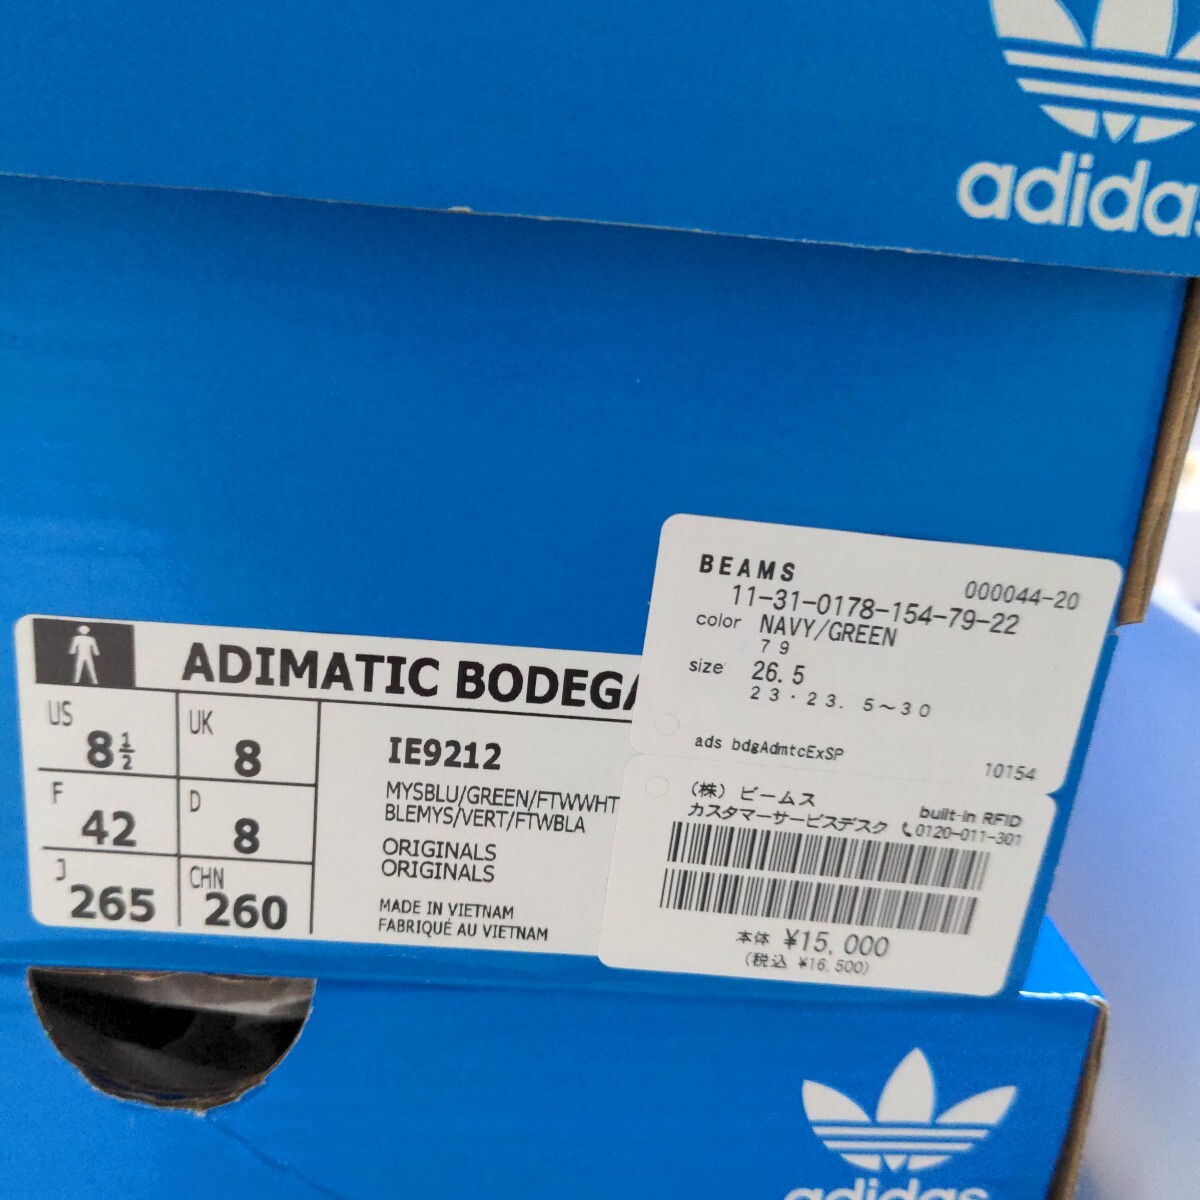 adidas
BEAMS
000044-20
11-31-0178-154-79-22
color NAVY/GREEN
79
size 26.5
23・23.5〜30
ads bdgAdmtcExSP
10154
(株) ビームス
カスタマーサービスデスク
built-in RFID
0120-011-301
本体 ¥15,000
(税込 ¥16,500)
ADIMATIC BODEGA
US 8½
UK 8
F 42
D 8
J 265
CHN 260
IE9212
MYSBLU/GREEN/FTWWHT
BLEMYS/VERT/FTWBLA
ORIGINALS
ORIGINALS
MADE IN VIETNAM
FABRIQUÉ AU VIETNAM
adidas